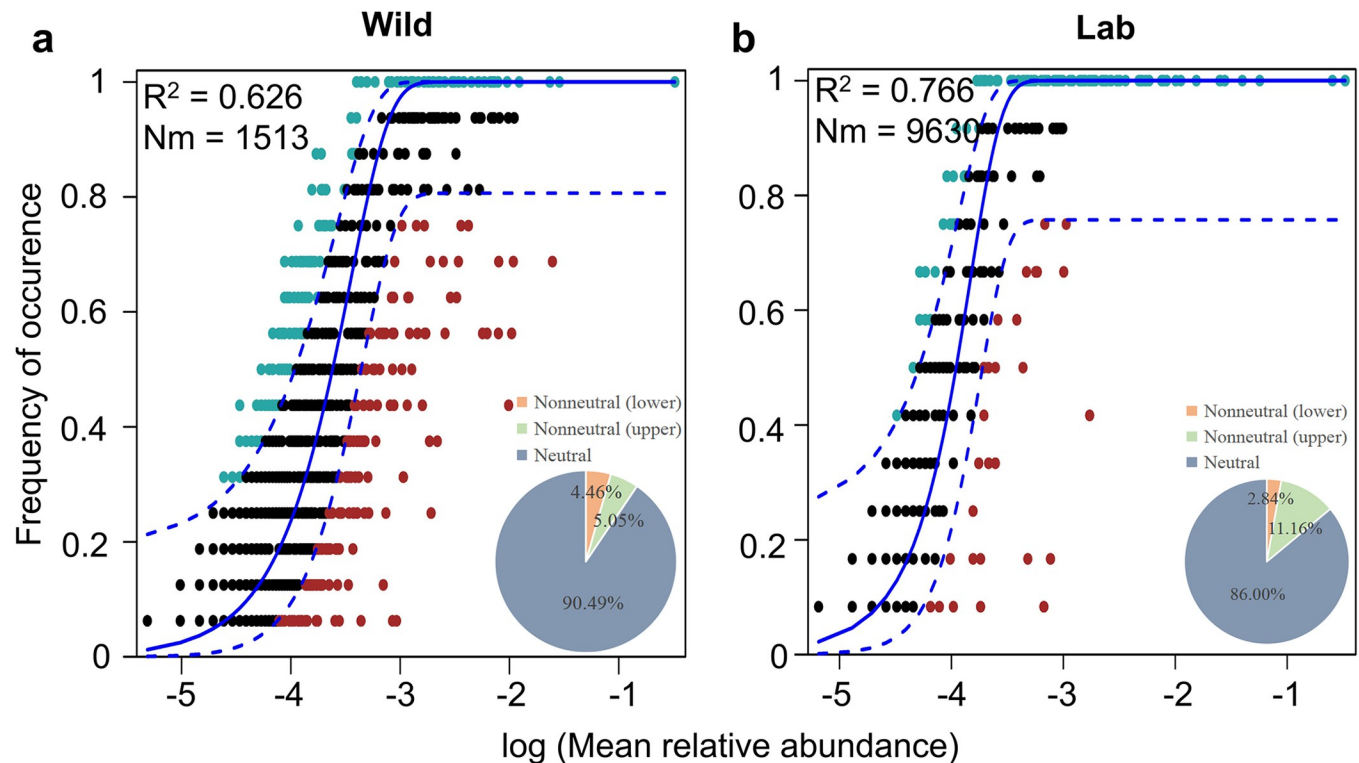 a
Wild
R² = 0.626
Nm = 1513
Frequency of occurence
1
0.8
0.6
0.4
0.2
0
-5
-4
-3
-2
-1
Nonneutral (lower)
Nonneutral (upper)
Neutral
4.46%
5.05%
90.49%
b
Lab
R² = 0.766
Nm = 9630
1
0.8
0.6
0.4
0.2
0
-5
-4
-3
-2
-1
Nonneutral (lower)
Nonneutral (upper)
Neutral
2.84%
11.16%
86.00%
log (Mean relative abundance)